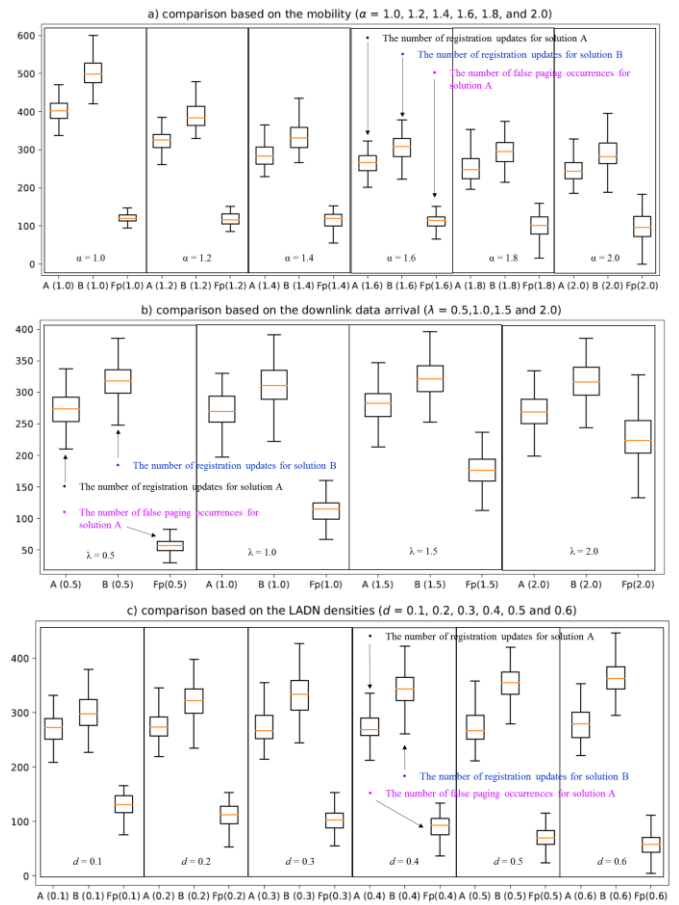 a) comparison based on the mobility (α = 1.0, 1.2, 1.4, 1.6, 1.8, and 2.0)
600
500
400
300
200
100
0
The number of registration updates for solution A
The number of registration updates for solution B
The number of false paging occurrences for
solution A
α = 1.0
α = 1.2
α = 1.4
α = 1.6
α = 1.8
α = 2.0
A (1.0) B (1.0) Fp(1.0) A (1.2) B (1.2) Fp(1.2) A (1.4) B (1.4) Fp(1.4) A (1.6) B (1.6) Fp(1.6) A (1.8) B (1.8) Fp(1.8) A (2.0) B (2.0) Fp(2.0)
b) comparison based on the downlink data arrival (λ = 0.5,1.0,1.5 and 2.0)
400
350
300
250
200
150
100
50
The number of registration updates for solution B
The number of registration updates for solution A
The number of false paging occurrences for
solution A
λ = 0.5
λ = 1.0
λ = 1.5
λ = 2.0
A (0.5) B (0.5) Fp(0.5) A (1.0) B (1.0) Fp(1.0) A (1.5) B (1.5) Fp(1.5) A (2.0) B (2.0) Fp(2.0)
c) comparison based on the LADN densities (d = 0.1, 0.2, 0.3, 0.4, 0.5 and 0.6)
400
300
200
100
0
The number of registration updates for solution A
The number of registration updates for solution B
The number of false paging occurrences for solution A
d = 0.1
d = 0.2
d = 0.3
d = 0.4
d = 0.5
d = 0.6
A (0.1) B (0.1) Fp(0.1) A (0.2) B (0.2) Fp(0.2) A (0.3) B (0.3) Fp(0.3) A (0.4) B (0.4) Fp(0.4) A (0.5) B (0.5) Fp(0.5) A (0.6) B (0.6) Fp(0.6)